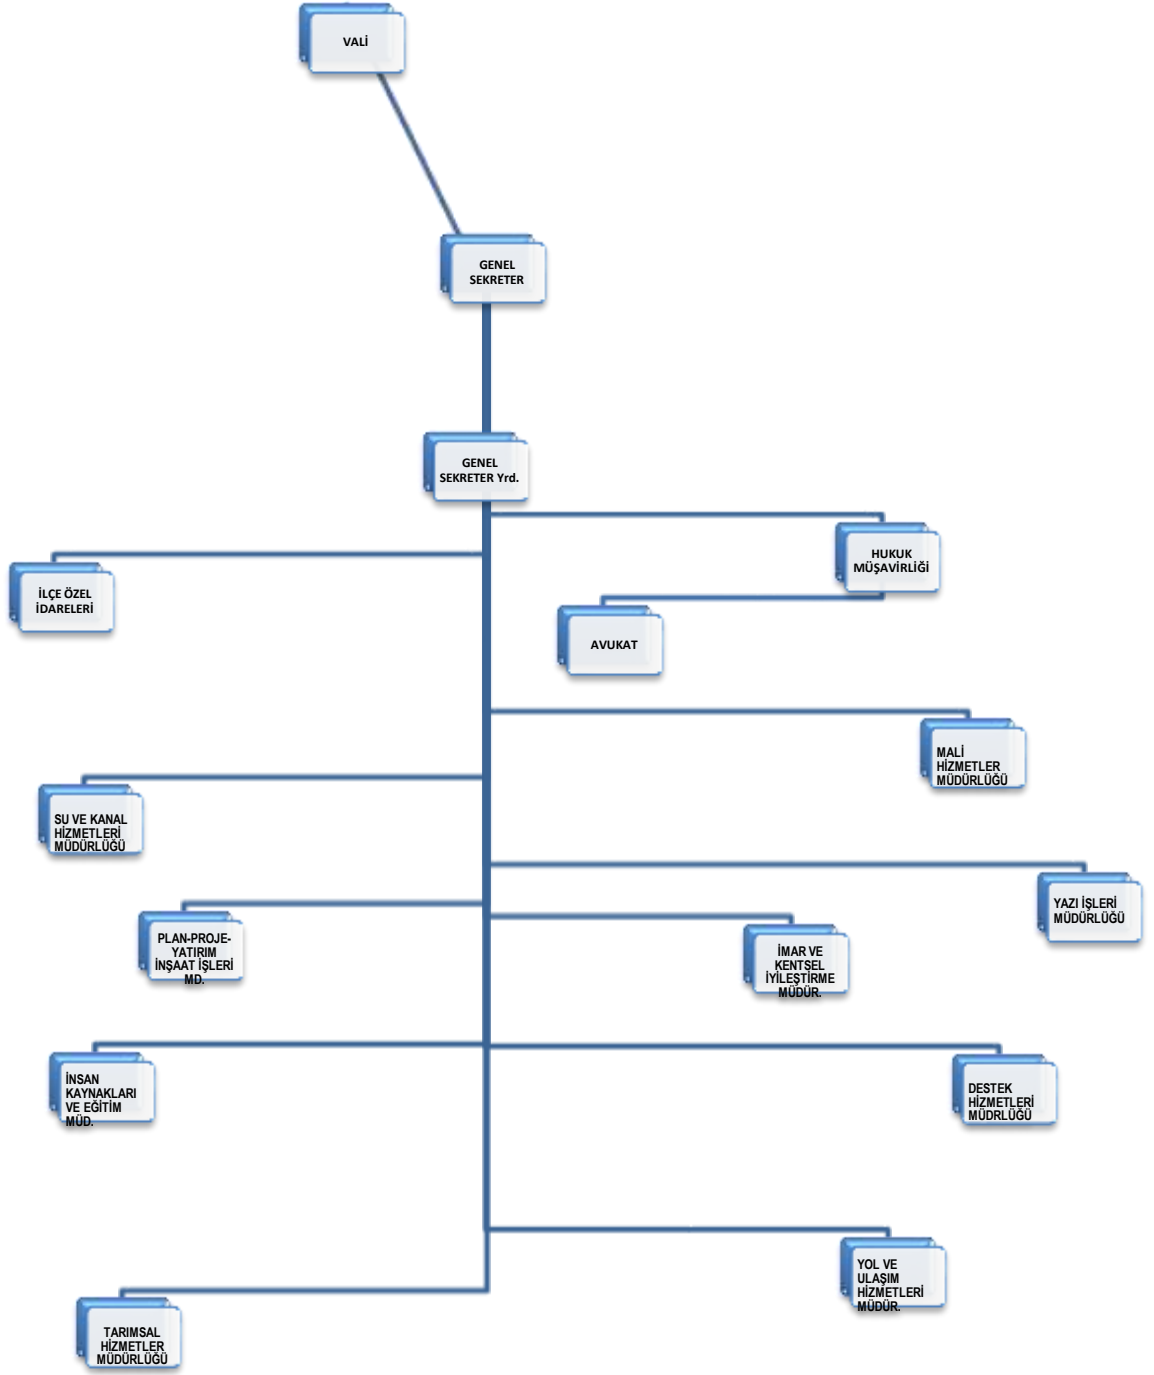 VALİ
GENEL
SEKRETER
GENEL
SEKRETER Yrd.
HUKUK
MÜŞAVİRLİĞİ
İLÇE ÖZEL
İDARELERİ
AVUKAT
MALİ
HİZMETLER
MÜDÜRLÜĞÜ
SU VE KANAL
HİZMETLERİ
MÜDÜRLÜĞÜ
YAZI İŞLERİ
MÜDÜRLÜĞÜ
PLAN-PROJE-
YATIRIM
İNŞAAT İŞLERİ
MD.
İMAR VE
KENTSEL
İYİLEŞTİRME
MÜDÜR.
İNSAN
KAYNAKLARI
VE EĞİTİM
MÜD.
DESTEK
HİZMETLERİ
MÜDRLÜĞÜ
YOL VE
ULAŞIM
HİZMETLERİ
MÜDÜR.
TARIMSAL
HİZMETLER
MÜDÜRLÜĞÜ